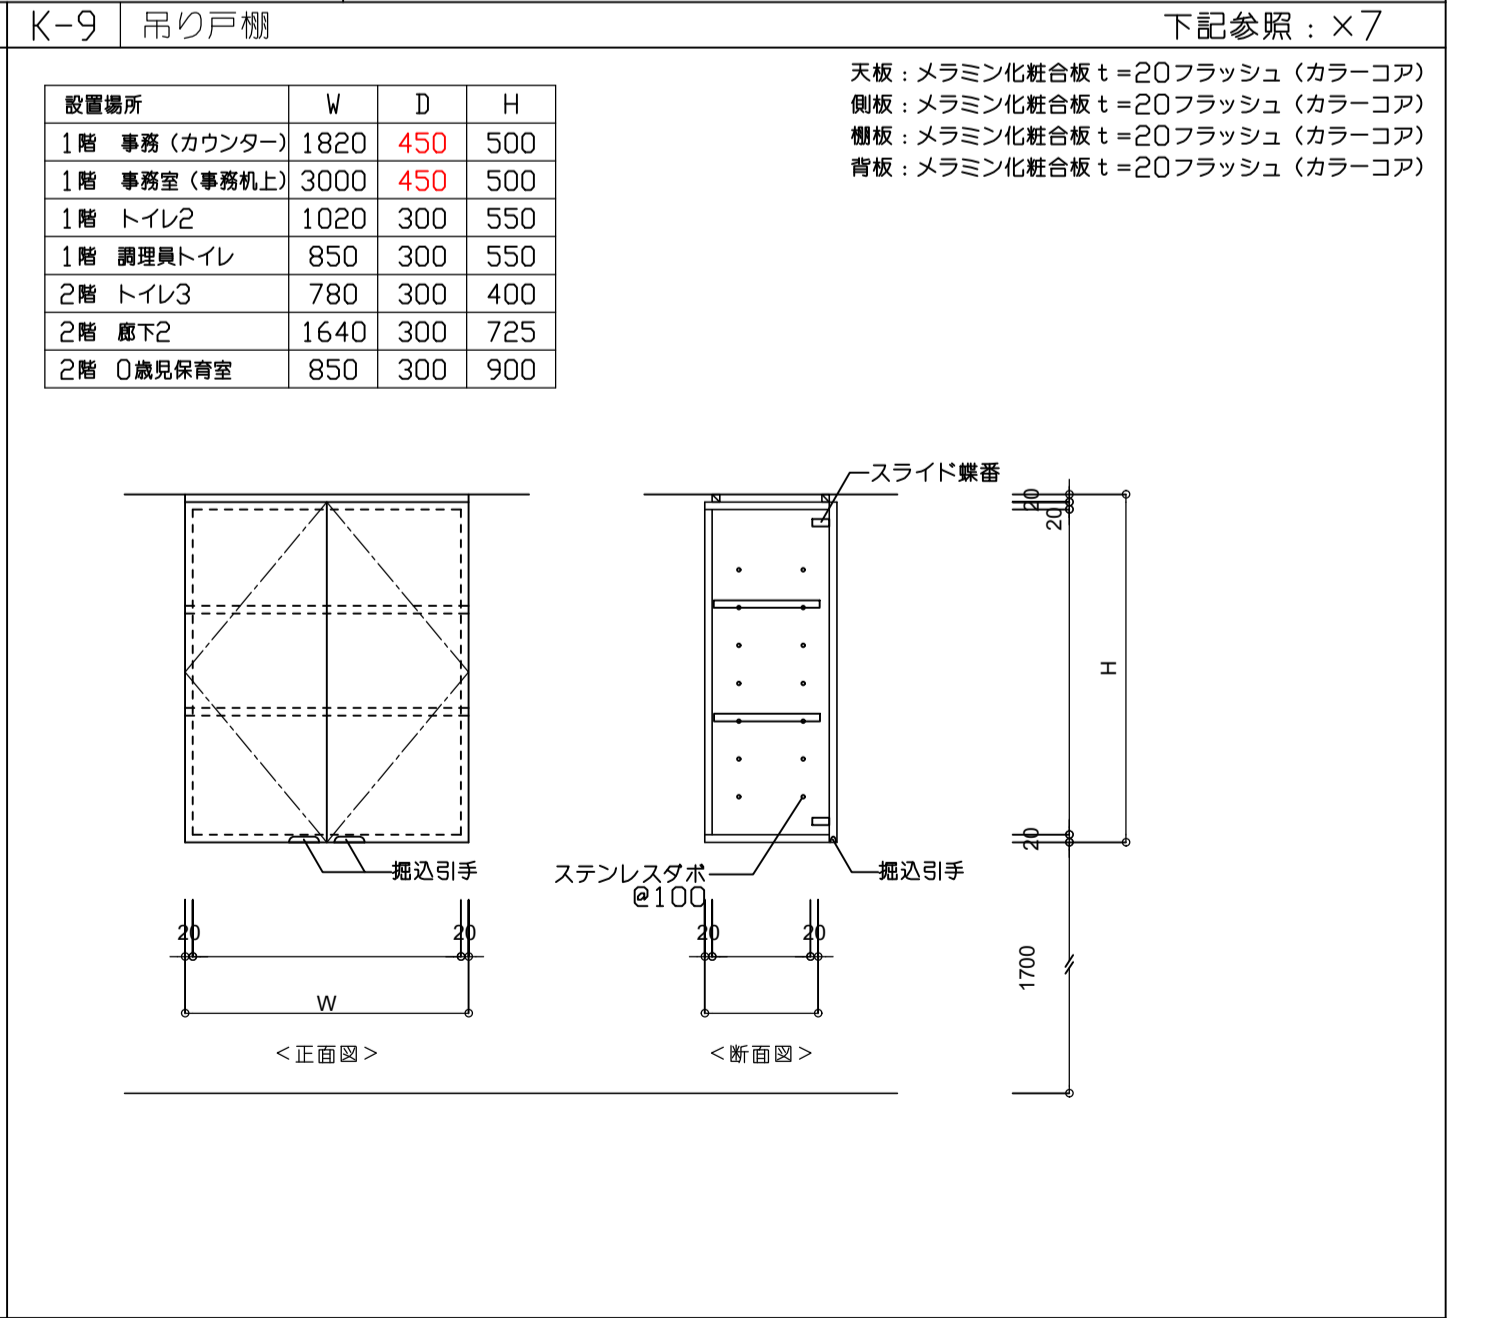 K-9 吊り戸棚 下記参照：×7
天板：メラミン化粧合板ｔ＝20フラッシュ（カラーコア）
側板：メラミン化粧合板ｔ＝20フラッシュ（カラーコア）
棚板：メラミン化粧合板ｔ＝20フラッシュ（カラーコア）
背板：メラミン化粧合板ｔ＝20フラッシュ（カラーコア）
設置場所 W D H
1階 事務（カウンター） 1820 450 500
1階 事務室（事務机上） 3000 450 500
1階 トイレ2 1020 300 550
1階 調理員トイレ 850 300 550
2階 トイレ3 780 300 400
2階 廊下2 1640 300 725
2階 0歳児保育室 850 300 900
スライド蝶番
20
20
H
20
掘込引手
ステンレスダボ
@100
掘込引手
20 20
20 20
1700
W
＜正面図＞
＜断面図＞